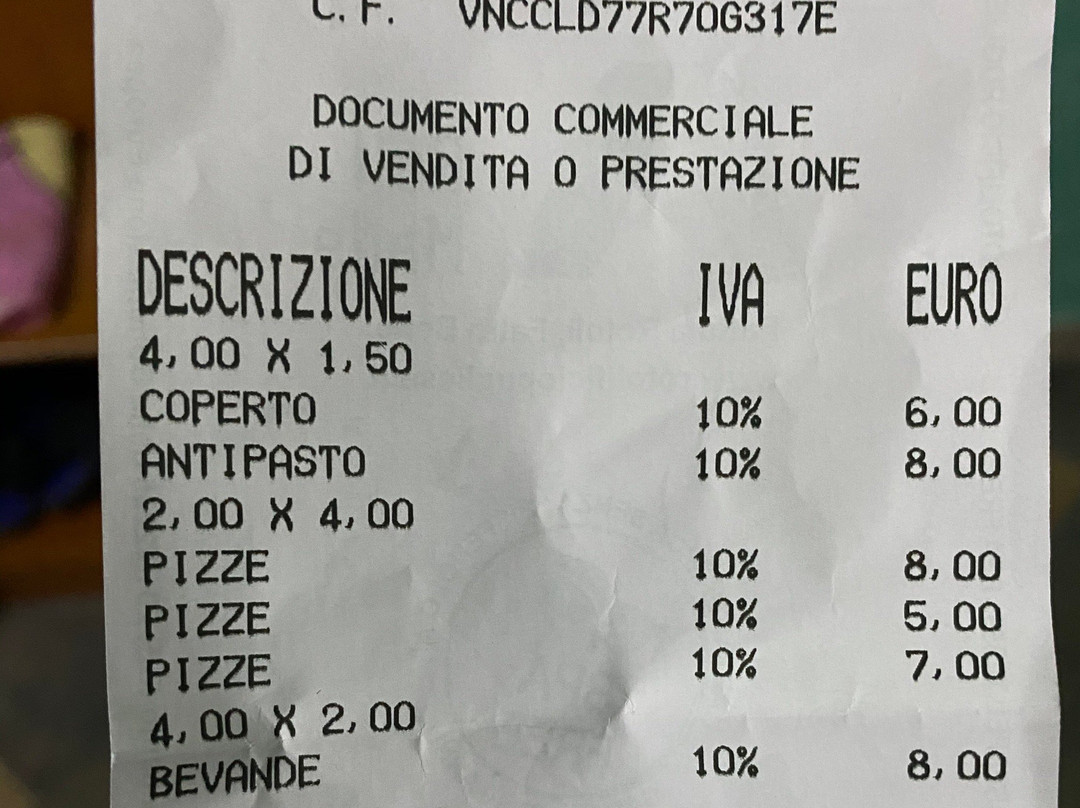 C. F. VNCCLD77R70G317E
DOCUMENTO COMMERCIALE
DI VENDITA O PRESTAZIONE
DESCRIZIONE IVA EURO
4,00 X 1,50
COPERTO 10% 6,00
ANTIPASTO 10% 8,00
2,00 X 4,00
PIZZE 10% 8,00
PIZZE 10% 5,00
PIZZE 10% 7,00
4,00 X 2,00
BEVANDE 10% 8,00